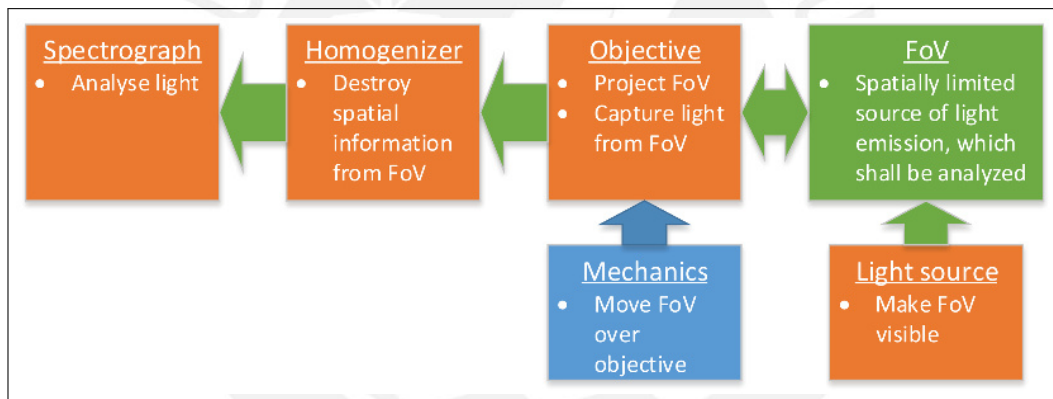 Spectrograph
• Analyse light
Homogenizer
• Destroy
spatial
information
from FoV
Objective
• Project FoV
• Capture light
from FoV
FoV
• Spatially limited
source of light
emission, which
shall be analyzed
Mechanics
• Move FoV
over
objective
Light source
• Make FoV
visible